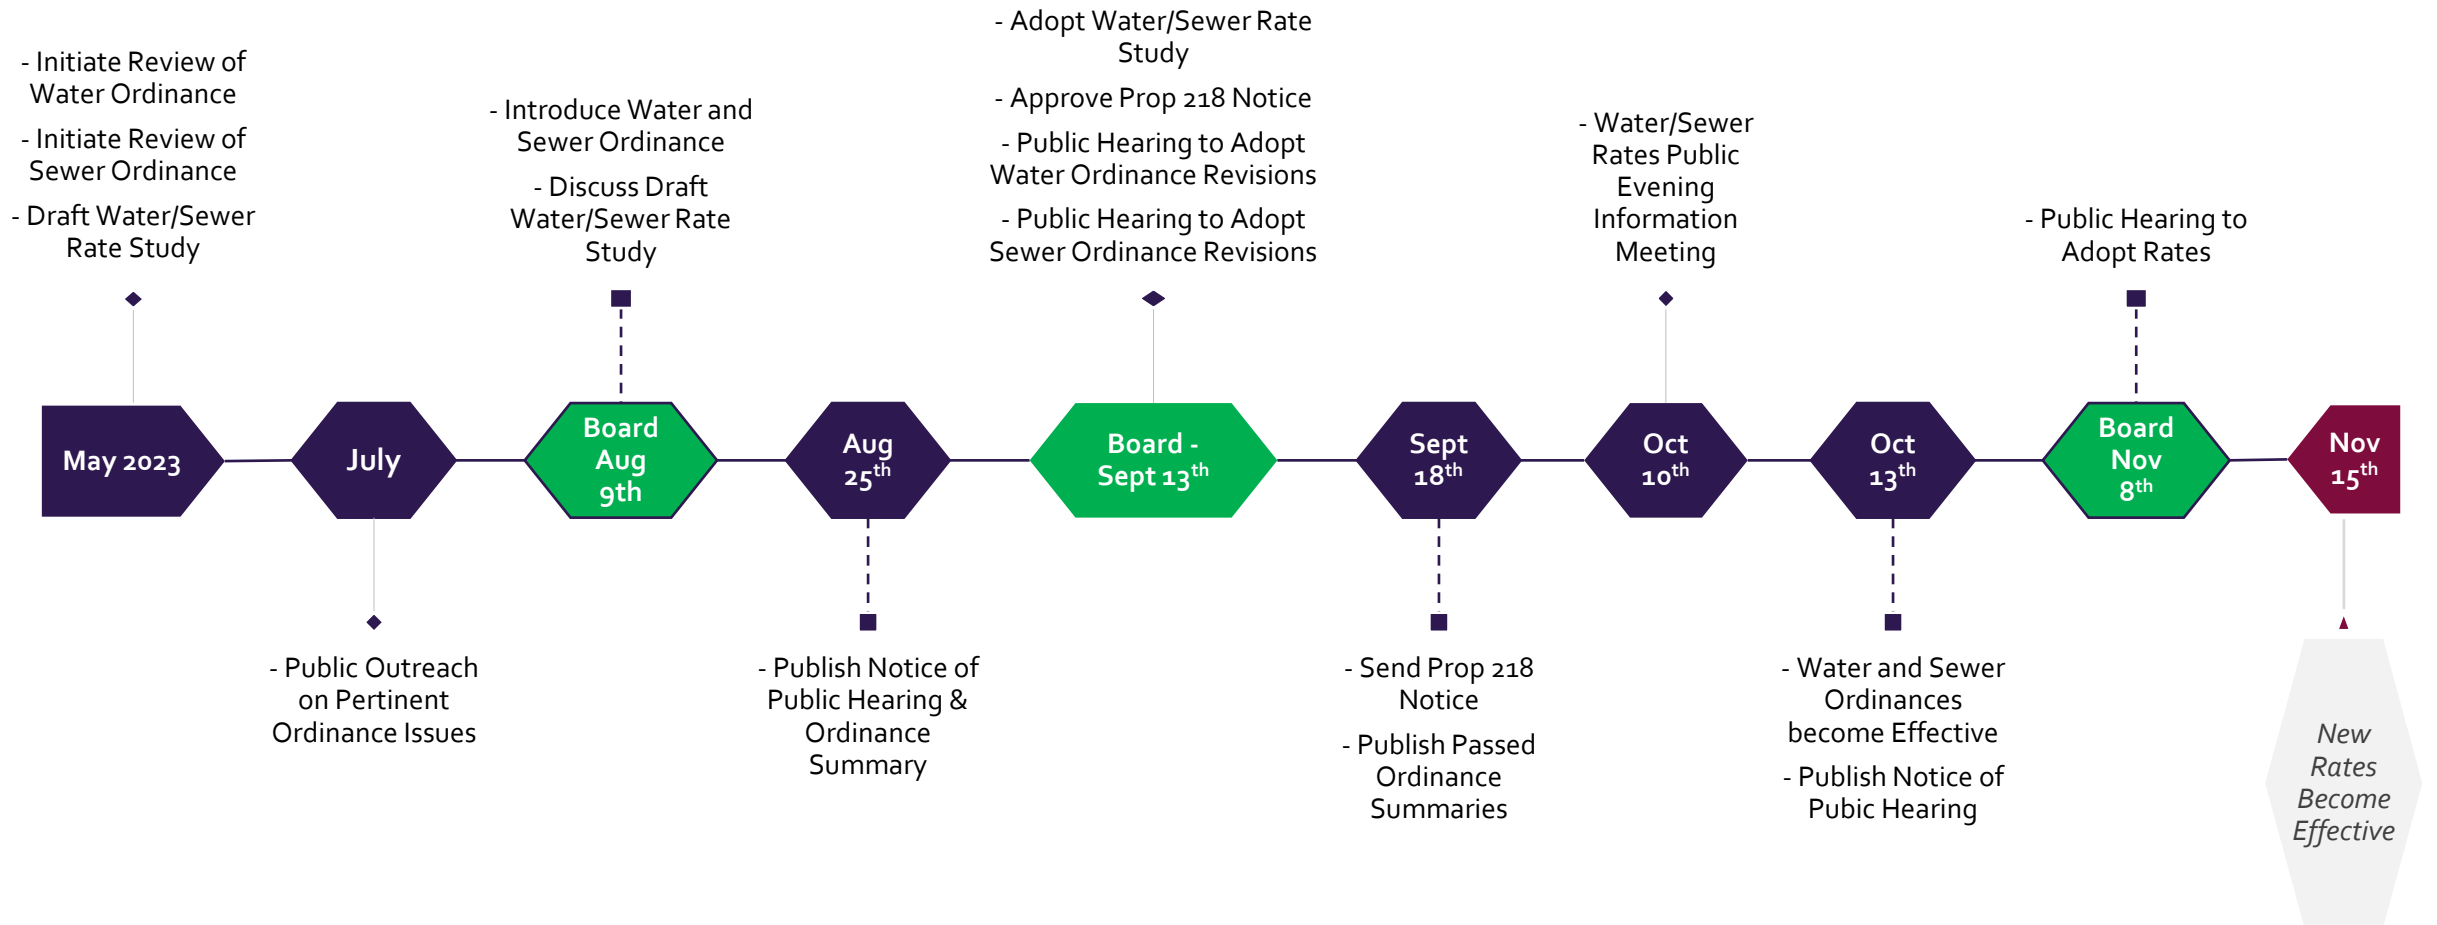 - Initiate Review of
Water Ordinance
- Initiate Review of
Sewer Ordinance
- Draft Water/Sewer
Rate Study
- Introduce Water and
Sewer Ordinance
- Discuss Draft
Water/Sewer Rate
Study
- Adopt Water/Sewer Rate
Study
- Approve Prop 218 Notice
- Public Hearing to Adopt
Water Ordinance Revisions
- Public Hearing to Adopt
Sewer Ordinance Revisions
- Water/Sewer
Rates Public
Evening
Information
Meeting
- Public Hearing to
Adopt Rates
May 2023
July
Board
Aug
9th
Aug
25th
Board -
Sept 13th
Sept
18th
Oct
10th
Oct
13th
Board
Nov
8th
Nov
15th
- Public Outreach
on Pertinent
Ordinance Issues
- Publish Notice of
Public Hearing &
Ordinance
Summary
- Send Prop 218
Notice
- Publish Passed
Ordinance
Summaries
- Water and Sewer
Ordinances
become Effective
- Publish Notice of
Pubic Hearing
New
Rates
Become
Effective